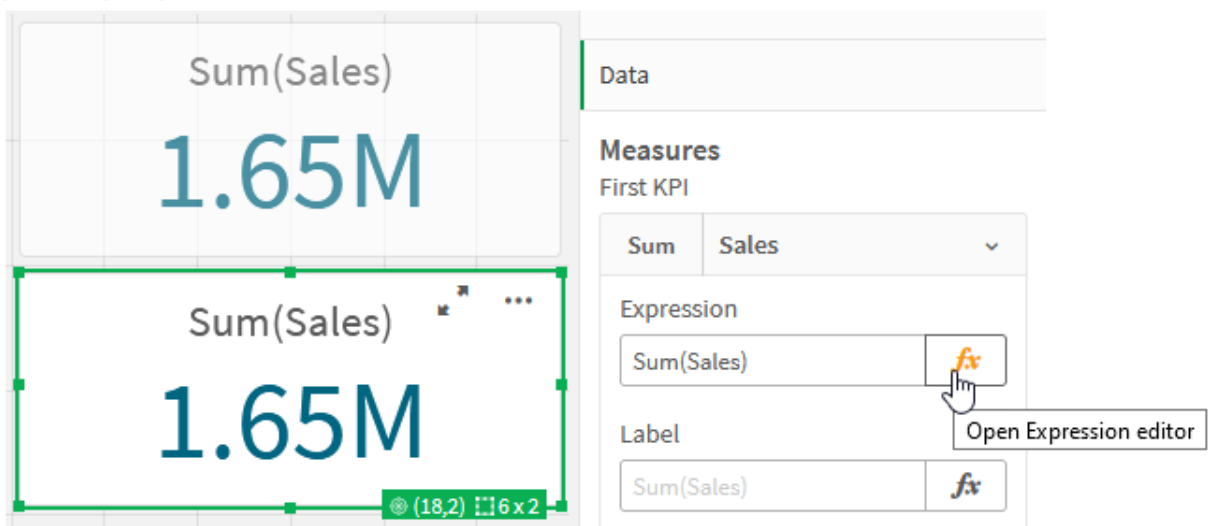 Sum(Sales)
1.65M
Sum(Sales)
1.65M
(18,2) 6 x 2
Data
Measures
First KPI
Sum Sales
Expression
Sum(Sales) fx
Open Expression editor
Label
Sum(Sales) fx